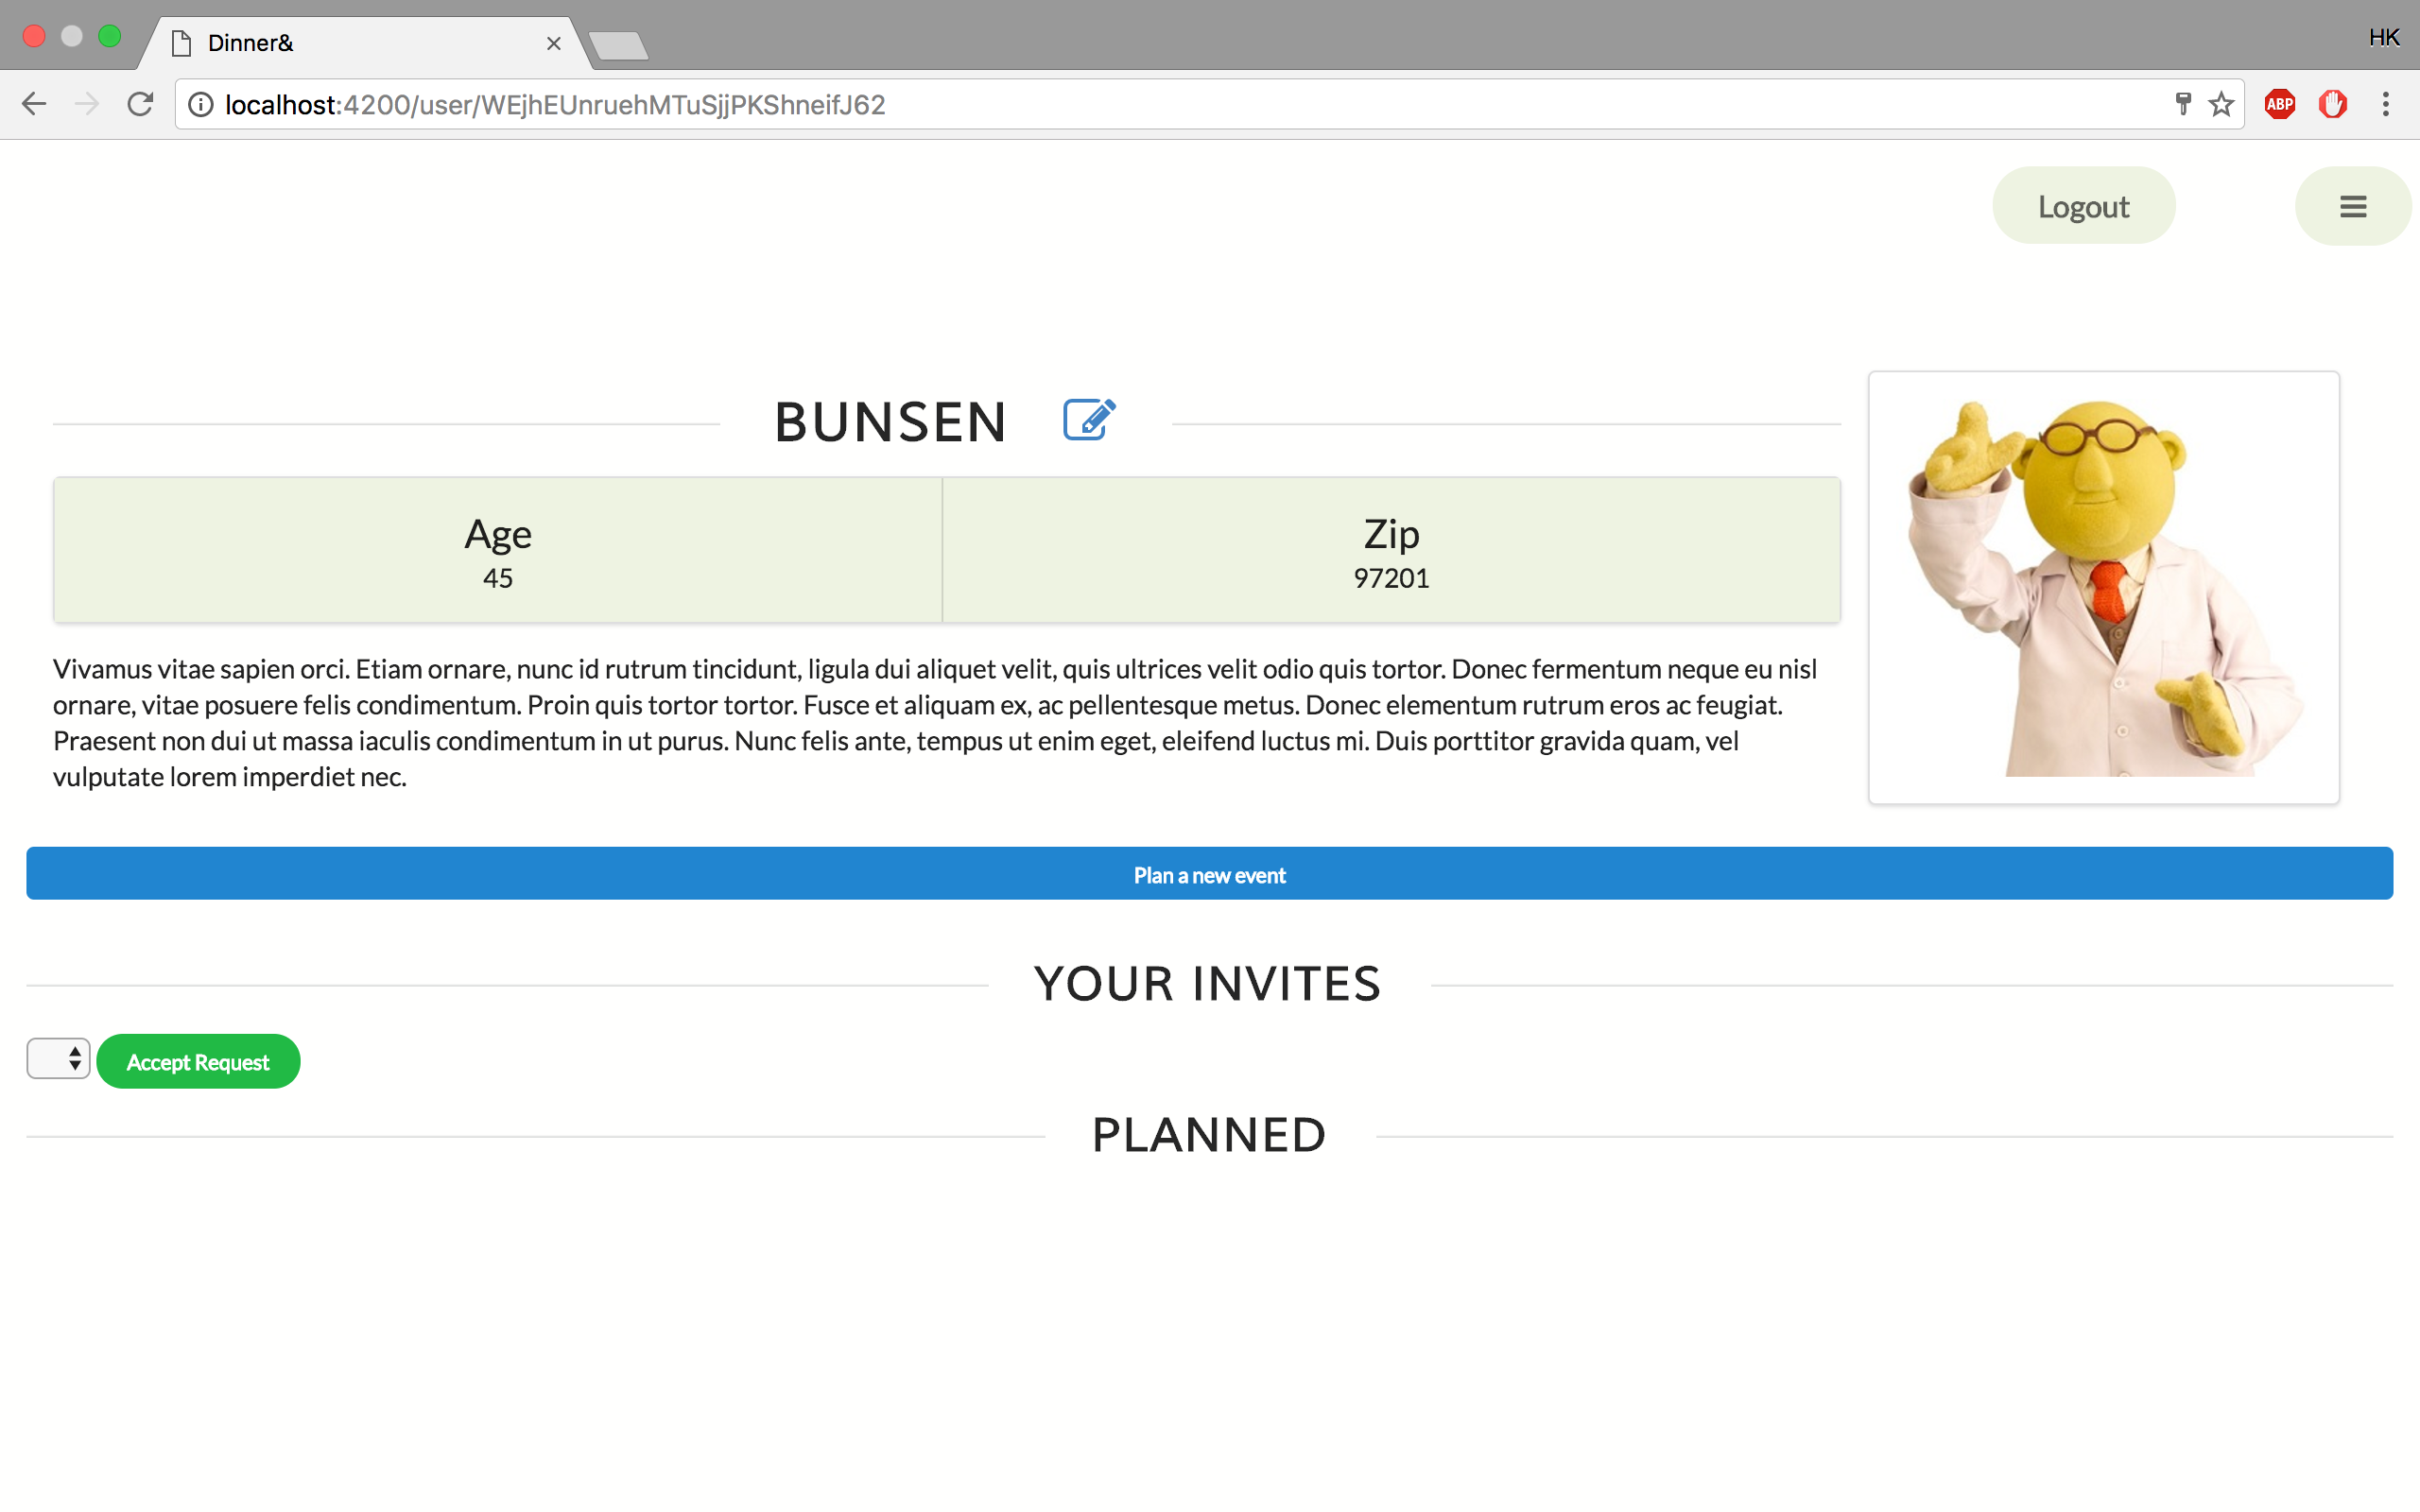 Dinner&
HK
localhost:4200/user/WEjhEUnruehMTuSjjPKShneifJ62
ABP
Logout
BUNSEN
Age
45
Zip
97201
Vivamus vitae sapien orci. Etiam ornare, nunc id rutrum tincidunt, ligula dui aliquet velit, quis ultrices velit odio quis tortor. Donec fermentum neque eu nisl
ornare, vitae posuere felis condimentum. Proin quis tortor tortor. Fusce et aliquam ex, ac pellentesque metus. Donec elementum rutrum eros ac feugiat.
Praesent non dui ut massa iaculis condimentum in ut purus. Nunc felis ante, tempus ut enim eget, eleifend luctus mi. Duis porttitor gravida quam, vel
vulputate lorem imperdiet nec.
Plan a new event
YOUR INVITES
Accept Request
PLANNED